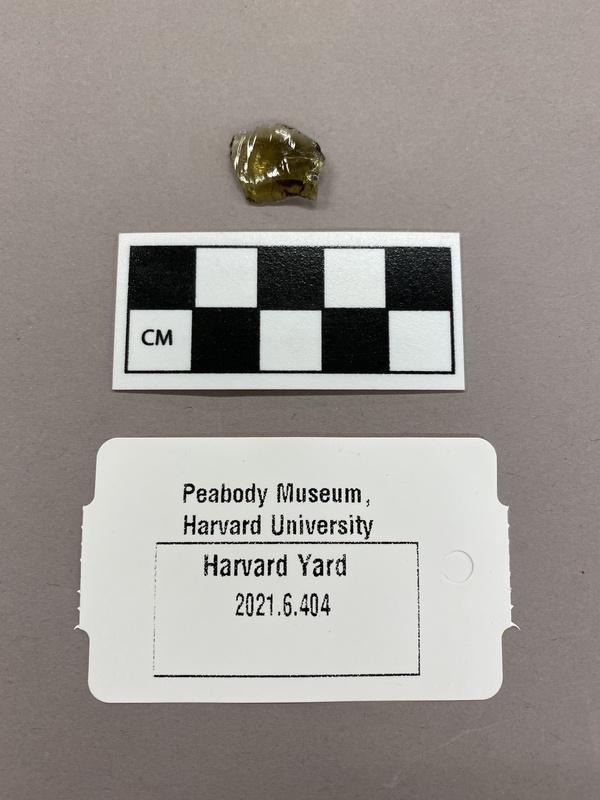 CM
Peabody Museum,
Harvard University
Harvard Yard
2021.6.404